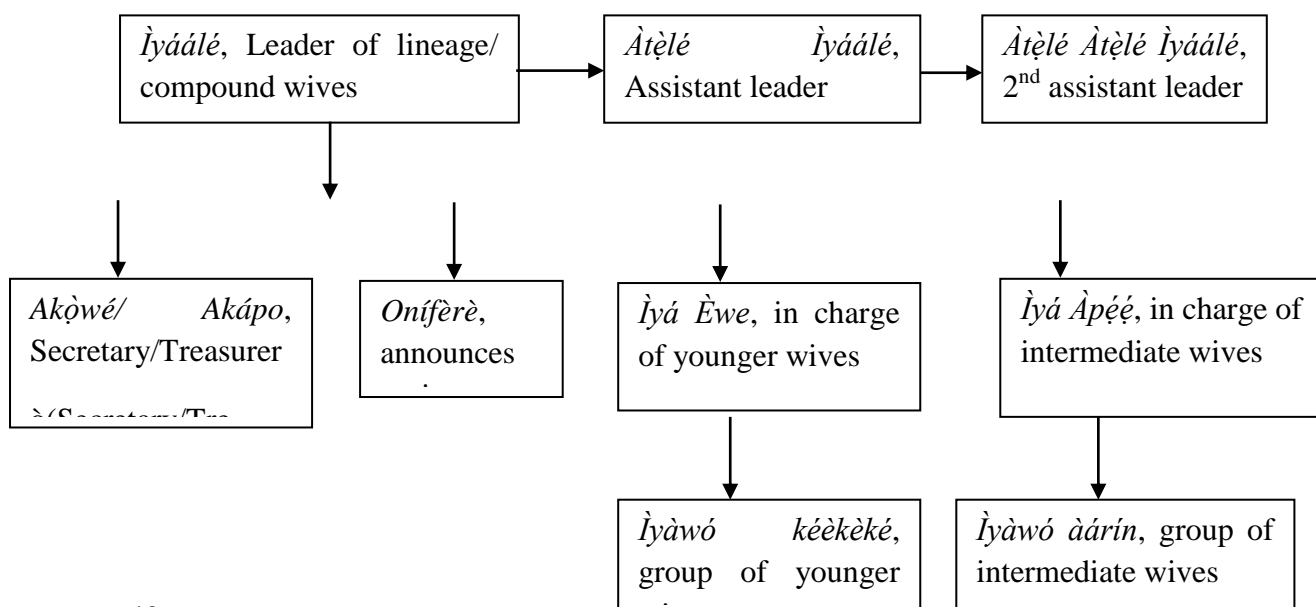 Ìyáálé, Leader of lineage/
compound wives
Àtẹ̀lé Ìyáálé,
Assistant leader
Àtẹ̀lé Àtẹ̀lé Ìyáálé,
2nd assistant leader
Akọ̀wé/ Akápo,
Secretary/Treasurer
Onífèrè,
announces
Ìyá Èwe, in charge
of younger wives
Ìyá Àpẹ́ẹ́, in charge of
intermediate wives
Ìyàwó kéèkèké,
group of younger
Ìyàwó àárín, group of
intermediate wives